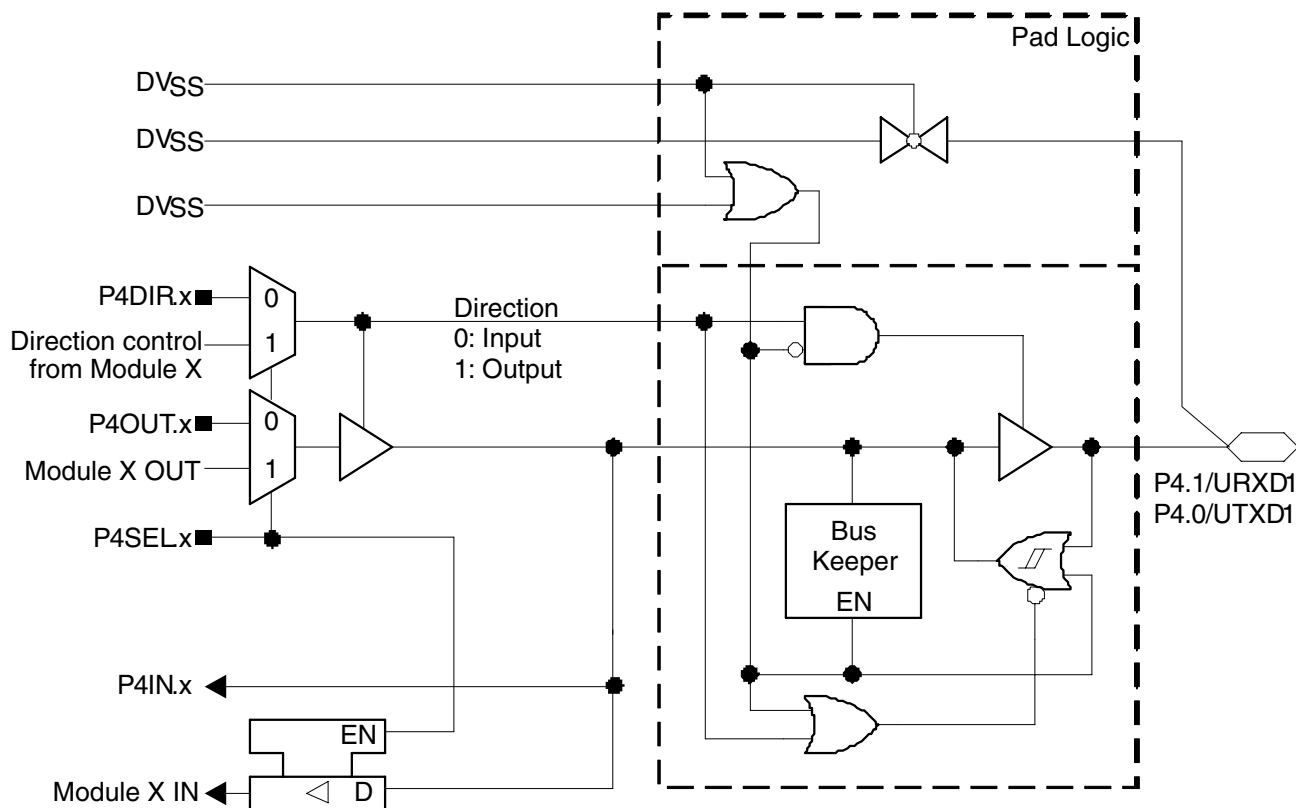 Pad Logic
DVSS
DVSS
DVSS
P4DIR.x
0
1
Direction control
from Module X
Direction
0: Input
1: Output
P4OUT.x
0
1
Module X OUT
P4SEL.x
P4.1/URXD1
P4.0/UTXD1
Bus
Keeper
EN
P4IN.x
EN
Module X IN
D